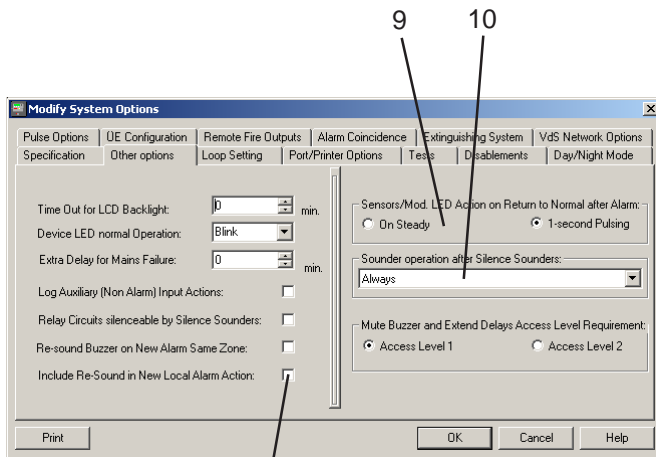 9 10
Modify System Options
Pulse Options ÜE Configuration Remote Fire Outputs Alarm Coincidence Extinguishing System VdS Network Options
Specification Other options Loop Setting Port/Printer Options Tests Disablements Day/Night Mode
Time Out for LCD Backlight: 0 min.
Device LED normal Operation: Blink
Extra Delay for Mains Failure: 0 min.
Log Auxiliary (Non Alarm) Input Actions:
Relay Circuits silenceable by Silence Sounders:
Re-sound Buzzer on New Alarm Same Zone:
Include Re-Sound in New Local Alarm Action:
Sensors/Mod. LED Action on Return to Normal after Alarm:
On Steady 1-second Pulsing
Sounder operation after Silence Sounders:
Always
Mute Buzzer and Extend Delays Access Level Requirement:
Access Level 1 Access Level 2
Print OK Cancel Help